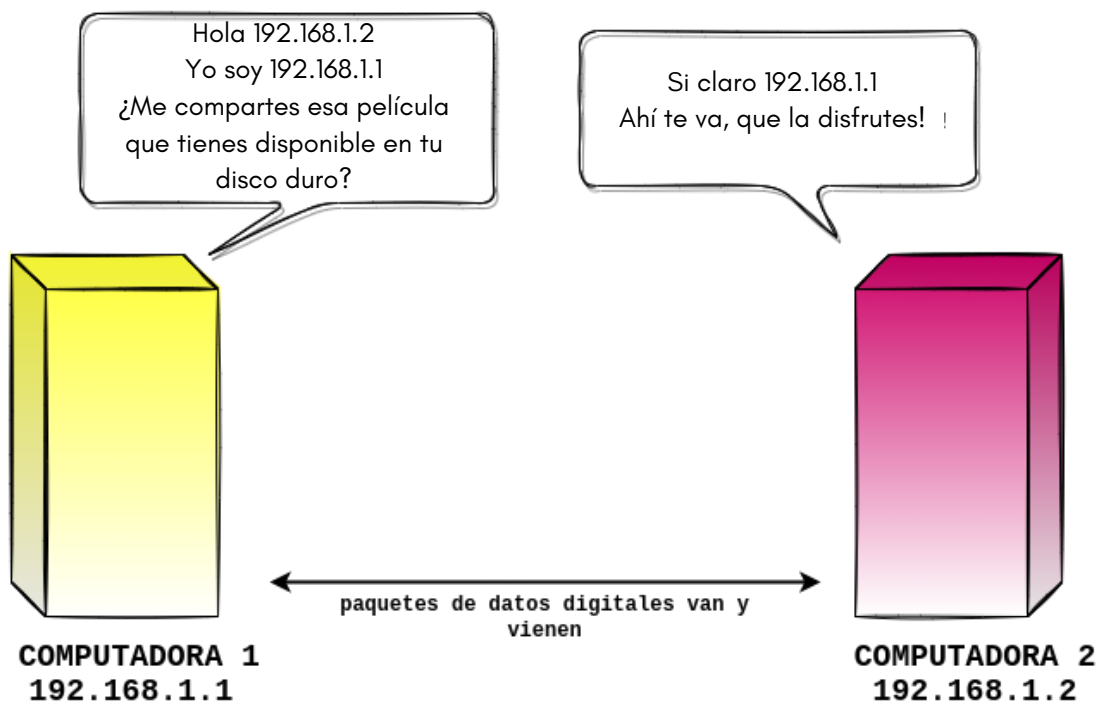 Hola 192.168.1.2
Yo soy 192.168.1.1
¿Me compartes esa película
que tienes disponible en tu
disco duro?
Si claro 192.168.1.1
Ahí te va, que la disfrutes! !
paquetes de datos digitales van y
vienen
COMPUTADORA 1
192.168.1.1
COMPUTADORA 2
192.168.1.2